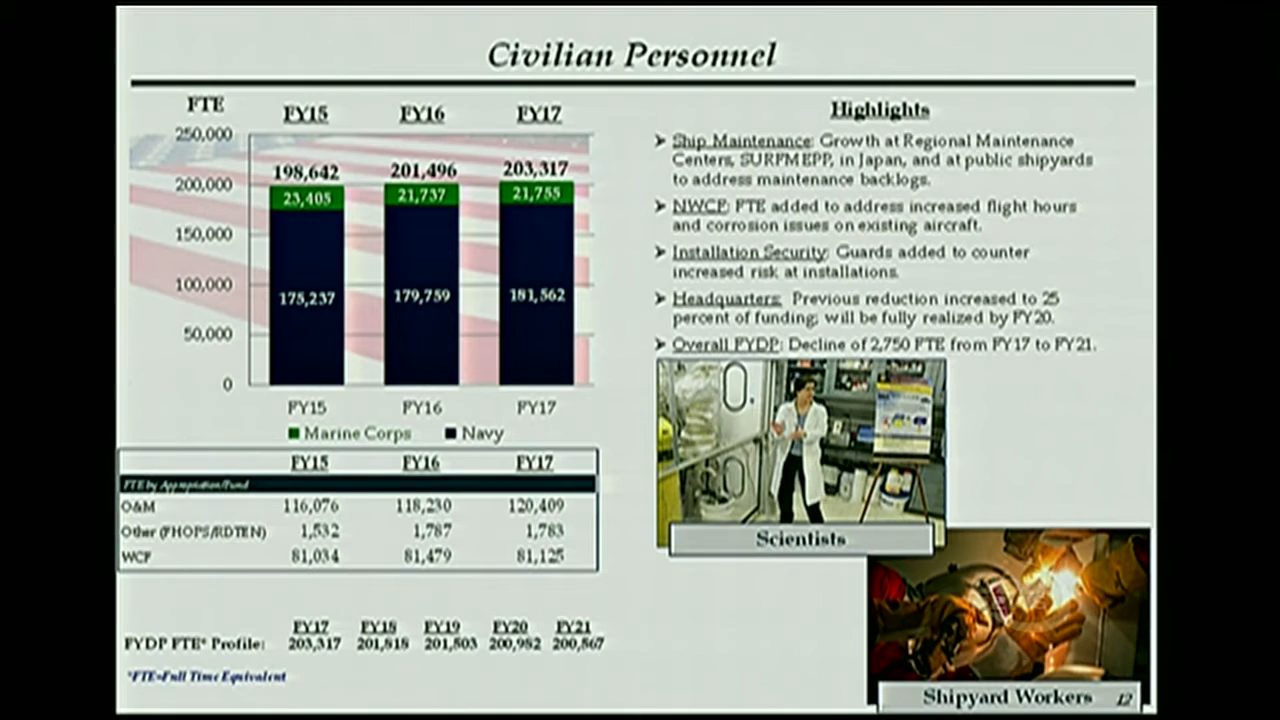 Civilian Personnel
FTE
FY15 FY16 FY17
250,000
200,000
150,000
100,000
50,000
0
198,642 201,496 203,317
23,405 21,737 21,755
175,237 179,759 181,562
FY15 FY16 FY17
Marine Corps Navy
FY15 FY16 FY17
FTE by Appropriation/Fund
O&M 116,076 118,230 120,409
Other (FHOPS/RDTEN) 1,532 1,787 1,783
WCF 81,034 81,479 81,125
FY17 FY18 FY19 FY20 FY21
FYDP FTE* Profile: 203,317 201,818 201,503 200,982 200,567
*FTE=Full Time Equivalent
Highlights
➤ Ship Maintenance: Growth at Regional Maintenance
Centers, SURFMEPP, in Japan, and at public shipyards
to address maintenance backlogs.
➤ NWCF: FTE added to address increased flight hours
and corrosion issues on existing aircraft.
➤ Installation Security: Guards added to counter
increased risk at installations.
➤ Headquarters: Previous reduction increased to 25
percent of funding; will be fully realized by FY20.
➤ Overall FYDP: Decline of 2,750 FTE from FY17 to FY21.
Scientists
Shipyard Workers 12